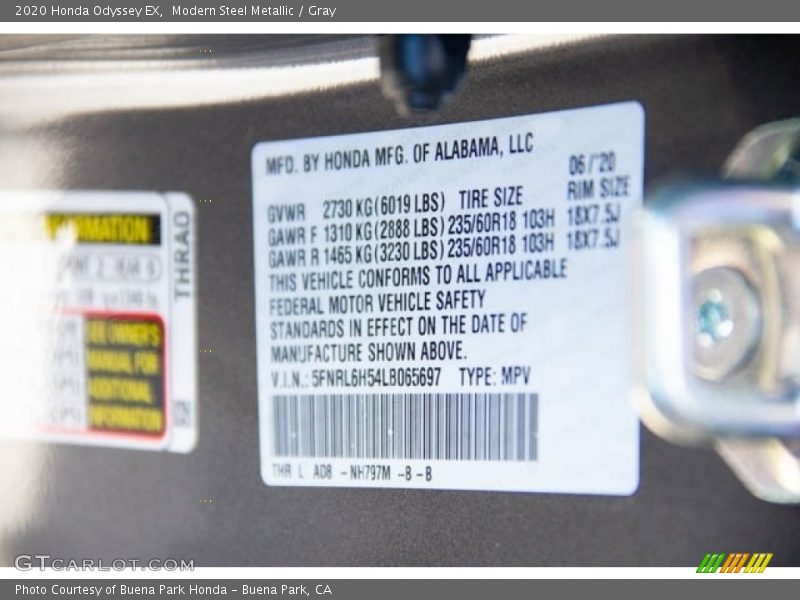 2020 Honda Odyssey EX, Modern Steel Metallic / Gray
MFD. BY HONDA MFG. OF ALABAMA, LLC
06/'20
GVWR 2730 KG(6019 LBS) TIRE SIZE RIM SIZE
GAWR F 1310 KG(2888 LBS) 235/60R18 103H 18X7.5J
GAWR R 1465 KG(3230 LBS) 235/60R18 103H 18X7.5J
THIS VEHICLE CONFORMS TO ALL APPLICABLE
FEDERAL MOTOR VEHICLE SAFETY
STANDARDS IN EFFECT ON THE DATE OF
MANUFACTURE SHOWN ABOVE.
V.I.N.: 5FNRL6H54LB065697 TYPE: MPV
THR L AD8 -NH797M -B -B
THRAD
SEE OWNER'S
MANUAL FOR
ADDITIONAL
INFORMATION
GTCARLOT.COM
Photo Courtesy of Buena Park Honda – Buena Park, CA